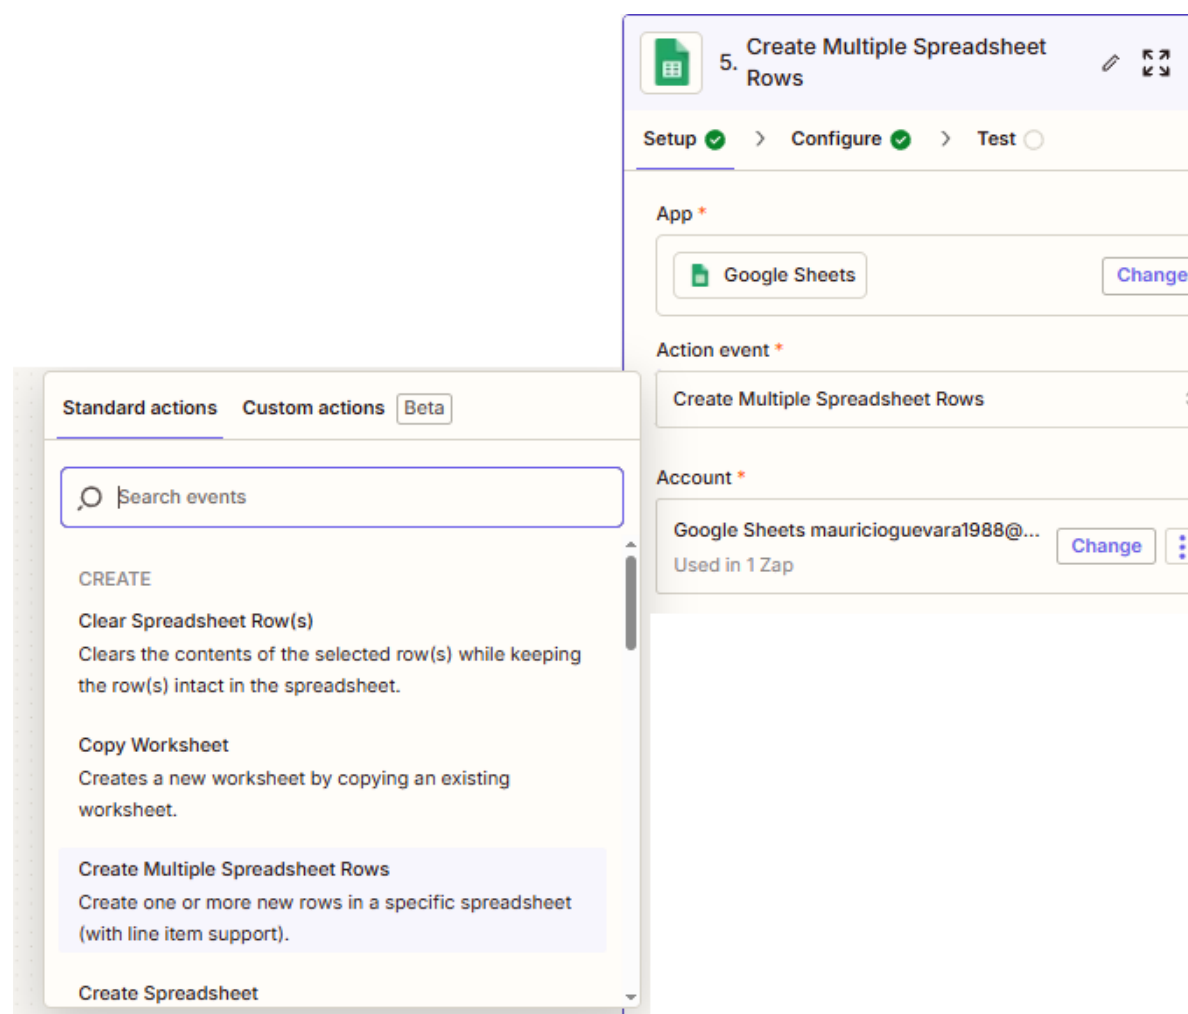 5. Create Multiple Spreadsheet
Rows
Setup
Configure
Test
App *
Google Sheets
Change
Action event *
Create Multiple Spreadsheet Rows
Account *
Google Sheets mauricioguevara1988@...
Used in 1 Zap
Change
Standard actions
Custom actions
Beta
Search events
CREATE
Clear Spreadsheet Row(s)
Clears the contents of the selected row(s) while keeping
the row(s) intact in the spreadsheet.
Copy Worksheet
Creates a new worksheet by copying an existing
worksheet.
Create Multiple Spreadsheet Rows
Create one or more new rows in a specific spreadsheet
(with line item support).
Create Spreadsheet